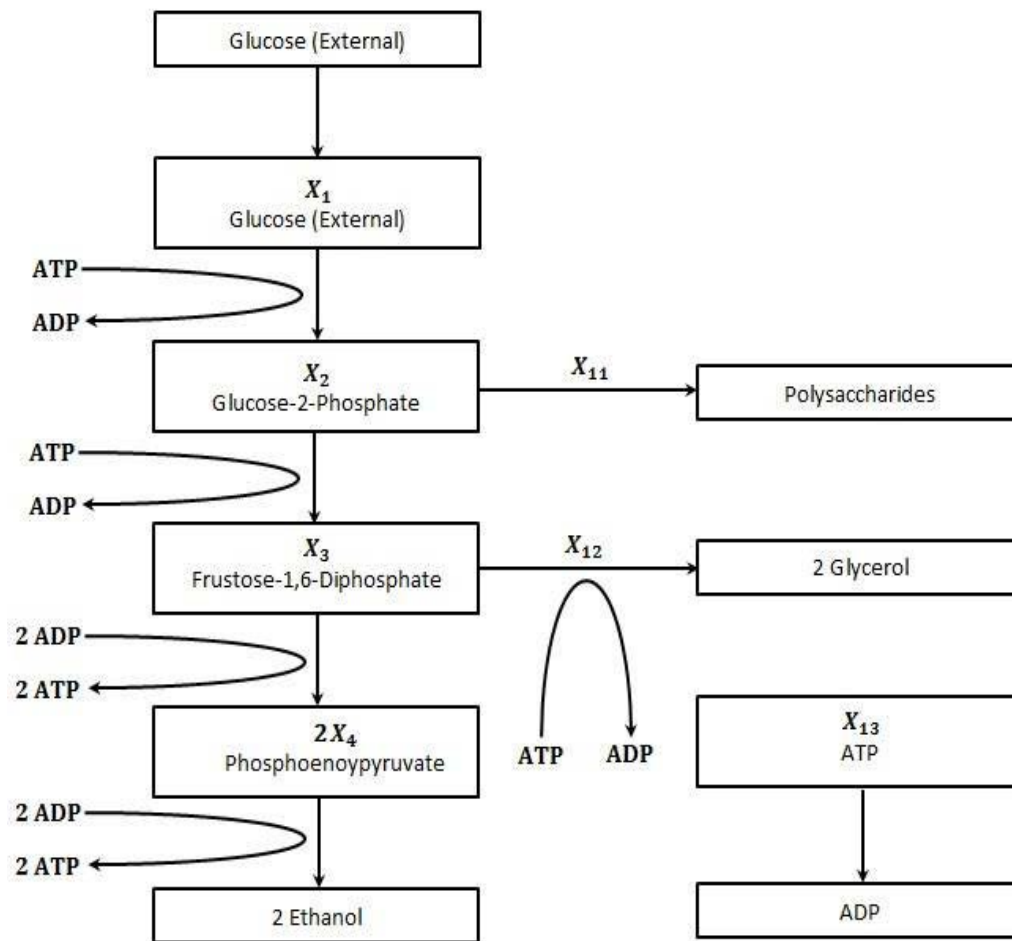 Glucose (External)
X₁
Glucose (External)
ATP
ADP
X₂
Glucose-2-Phosphate
X₁₁
Polysaccharides
ATP
ADP
X₃
Frustose-1,6-Diphosphate
X₁₂
2 Glycerol
2 ADP
2 ATP
2X₄
Phosphoenoypyruvate
ATP
ADP
X₁₃
ATP
2 ADP
2 ATP
2 Ethanol
ADP